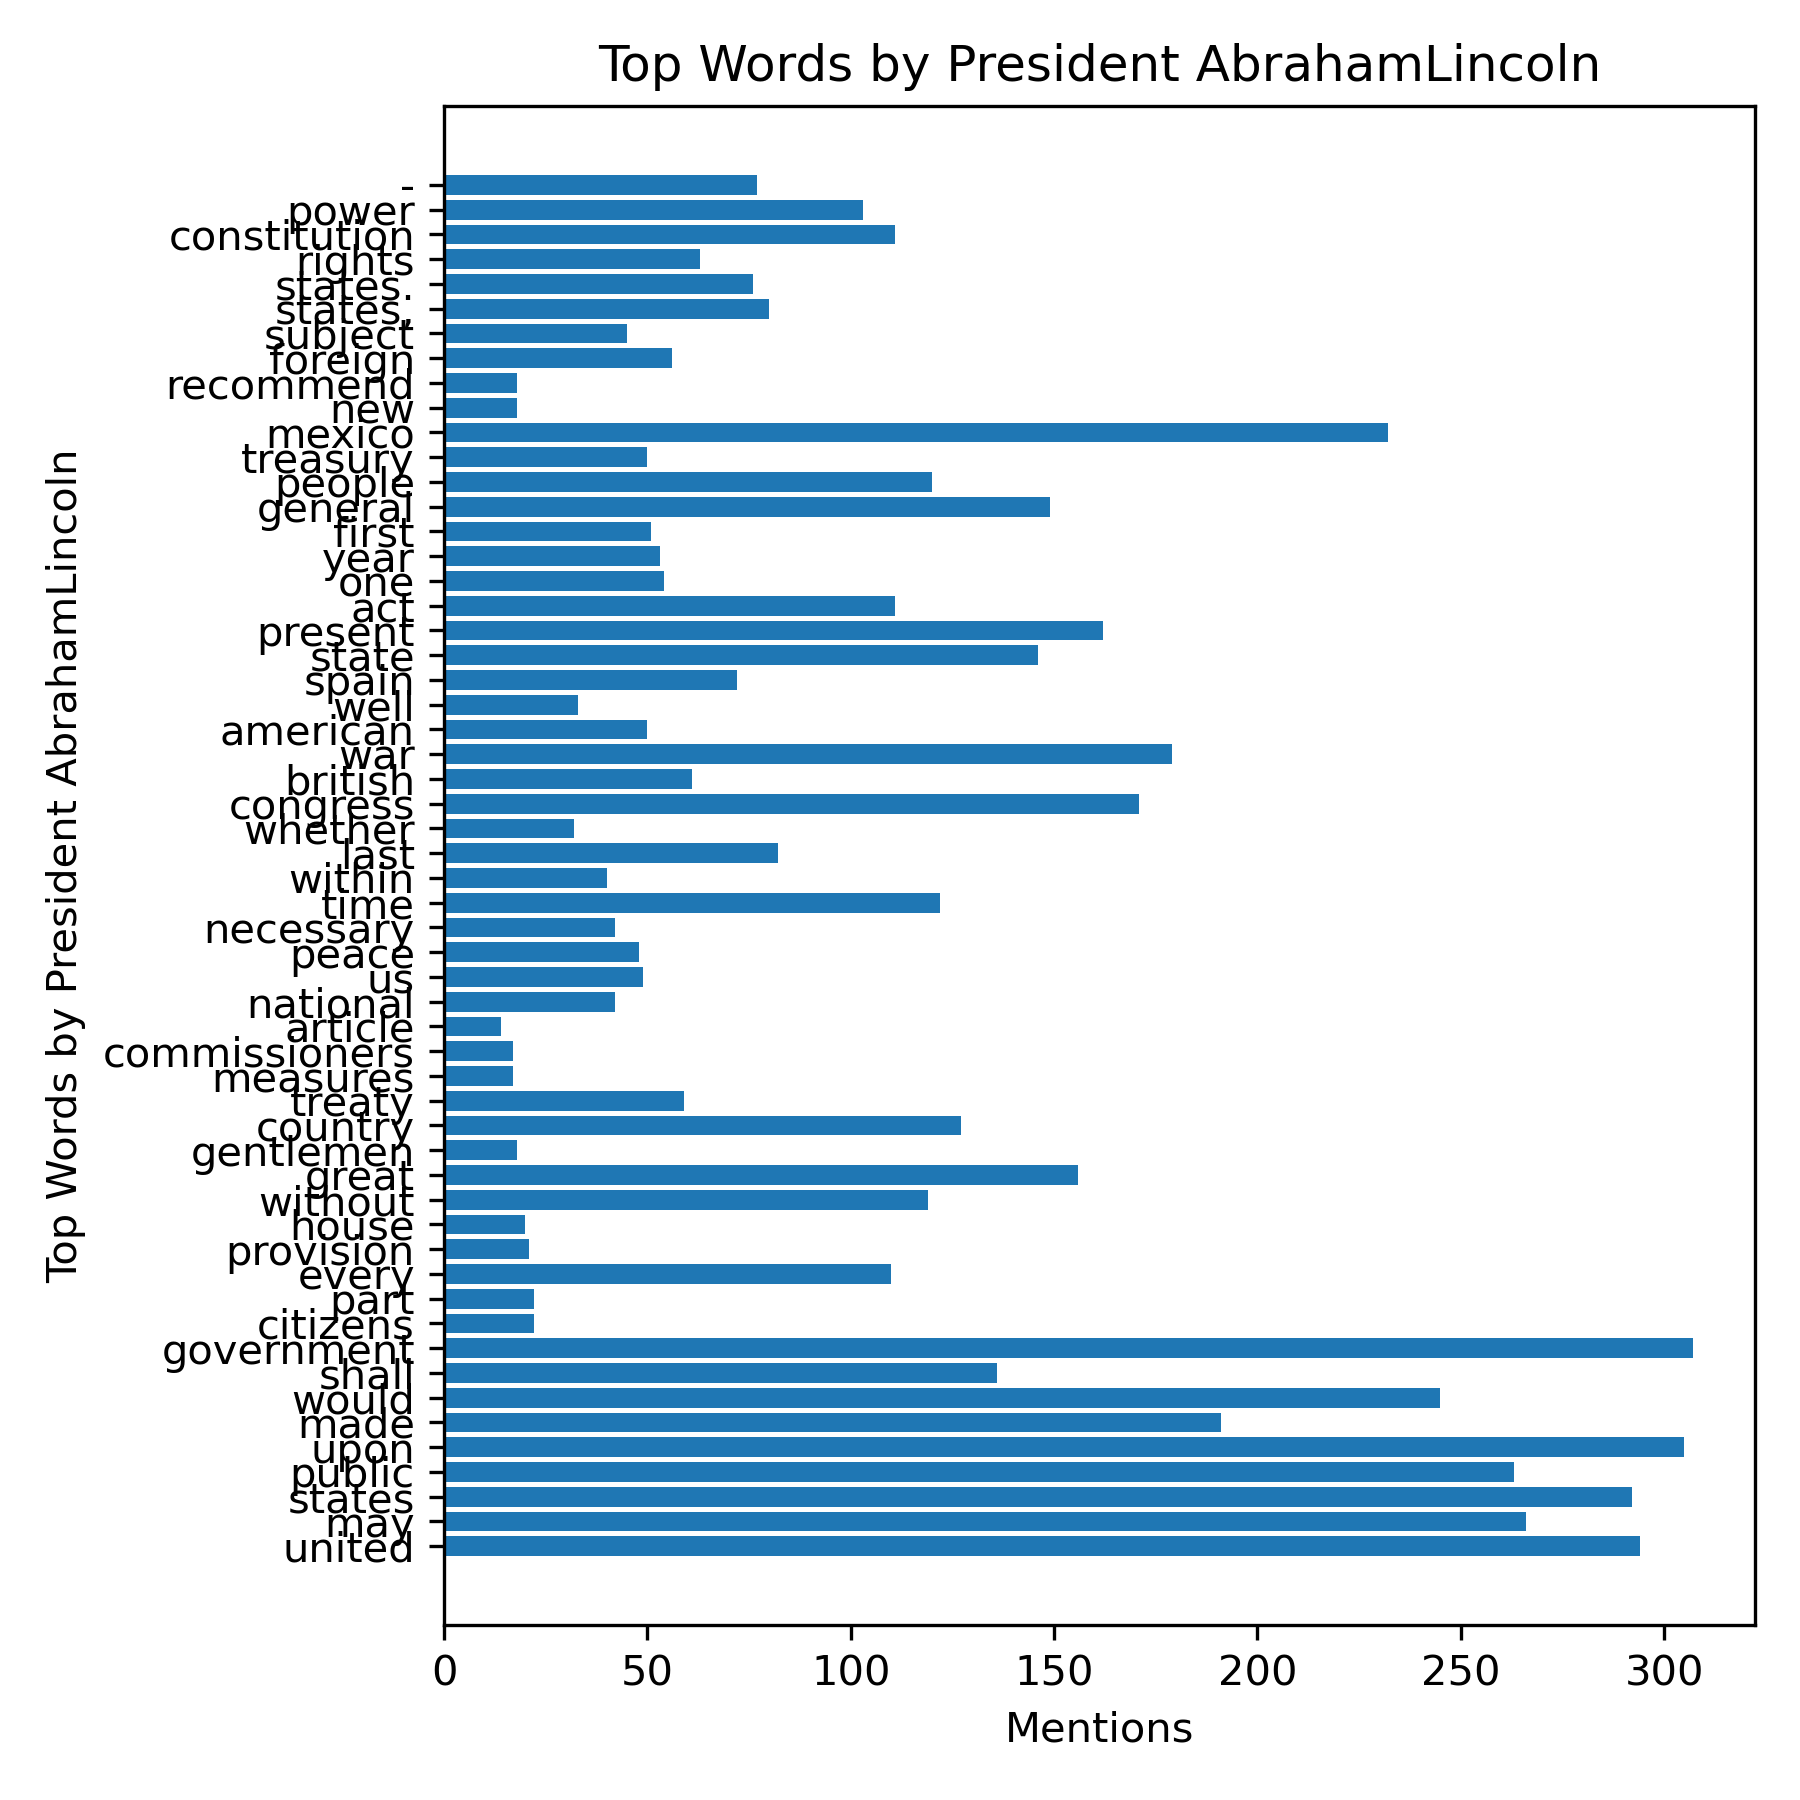 Top Words by President AbrahamLincoln
-
power
constitution
rights
states.
states,
subject
foreign
recommend
new
mexico
treasury
people
general
first
year
one
act
present
state
spain
well
american
war
british
congress
whether
last
within
time
necessary
peace
us
national
article
commissioners
measures
treaty
country
gentlemen
great
without
house
provision
every
part
citizens
government
shall
would
made
upon
public
states
may
united
Top Words by President AbrahamLincoln
0 50 100 150 200 250 300
Mentions